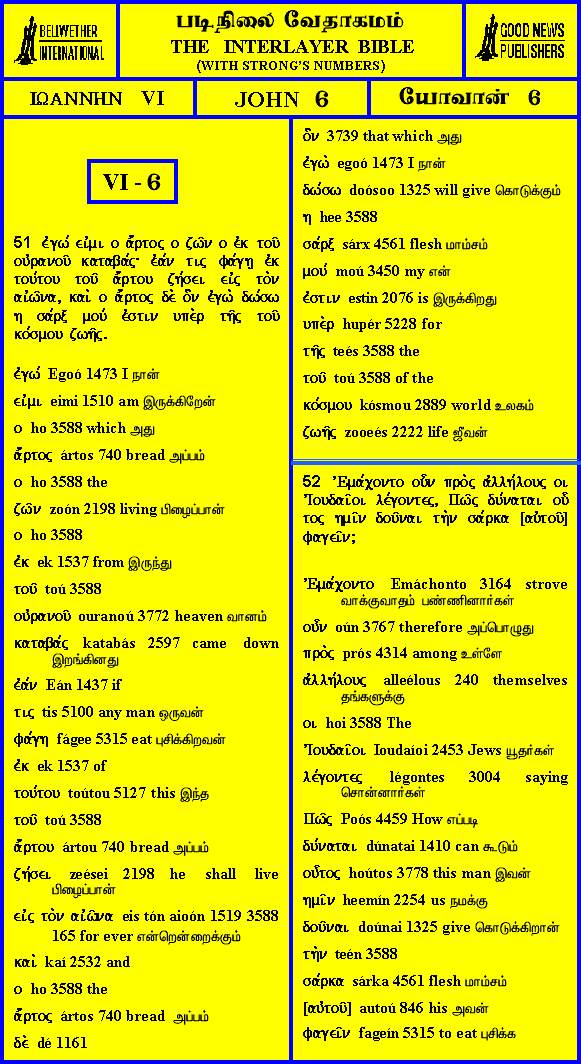 BELLWETHER
INTERNATIONAL
படிநிலை வேதாகமம்
THE INTERLAYER BIBLE
(WITH STRONG'S NUMBERS)
GOOD NEWS
PUBLISHERS
ΙΩΑΝΝΗΝ VI
JOHN 6
யோவான் 6
VI - 6
51 ἐγώ εἰμι ο ἄρτος ο ζῶν ο ἐκ τοῦ
οὐρανοῦ καταβάς· ἐάν τις φάγῃ ἐκ
τούτου τοῦ ἄρτου ζήσει εἰς τὸν
αἰῶνα, καὶ ο ἄρτος δὲ ὃν ἐγὼ δώσω
η σάρξ μού ἐστιν υπὲρ τῆς τοῦ
κόσμου ζωῆς.
ἐγώ Egoó 1473 I நான்
εἰμι eimi 1510 am இருக்கிறேன்
ο ho 3588 which அது
ἄρτος ártos 740 bread அப்பம்
ο ho 3588 the
ζῶν zoón 2198 living பிழைப்பான்
ο ho 3588
ἐκ ek 1537 from இருந்து
τοῦ toú 3588
οὐρανοῦ ouranoú 3772 heaven வானம்
καταβάς katabás 2597 came down
இறங்கினது
ἐάν Eán 1437 if
τις tis 5100 any man ஒருவன்
φάγη fágee 5315 eat புசிக்கிறவன்
ἐκ ek 1537 of
τούτου toútou 5127 this இந்த
τοῦ toú 3588
ἄρτου ártou 740 bread அப்பம்
ζήσει zeései 2198 he shall live
பிழைப்பான்
εἰς τὸν αἰῶνα eis tón aioón 1519 3588
165 for ever என்றென்றைக்கும்
καὶ kaí 2532 and
ο ho 3588 the
ἄρτος ártos 740 bread அப்பம்
δὲ dé 1161
ὃν 3739 that which அது
ἐγὼ egoó 1473 I நான்
δώσω doósoo 1325 will give கொடுக்கும்
η hee 3588
σάρξ sárx 4561 flesh மாம்சம்
μού moú 3450 my என்
ἐστιν estin 2076 is இருக்கிறது
υπὲρ hupér 5228 for
τῆς teés 3588 the
τοῦ toú 3588 of the
κόσμου kósmou 2889 world உலகம்
ζωῆς zooeés 2222 life ஜீவன்
52 Ἐμάχοντο οὖν πρὸς ἀλλήλους οι
Ἰουδαῖοι λέγοντες, Πῶς δύναται οὗ
τος ημῖν δοῦναι τὴν σάρκα [αὐτοῦ]
φαγεῖν;
Ἐμάχοντο Emáchonto 3164 strove
வாக்குவாதம் பண்ணினார்கள்
οὖν oún 3767 therefore அப்பொழுது
πρὸς prós 4314 among உள்ளே
ἀλλήλους alleélous 240 themselves
தங்களுக்கு
οι hoi 3588 The
Ἰουδαῖοι Ioudaíoi 2453 Jews யூதர்கள்
λέγοντες légontes 3004 saying
சொன்னார்கள்
Πῶς Poós 4459 How எப்படி
δύναται dúnatai 1410 can கூடும்
οὗτος hoútos 3778 this man இவன்
ημῖν heemín 2254 us நமக்கு
δοῦναι doúnai 1325 give கொடுக்கிறான்
τὴν teén 3588
σάρκα sárka 4561 flesh மாம்சம்
[αὐτοῦ] autoú 846 his அவன்
φαγεῖν fageín 5315 to eat புசிக்க